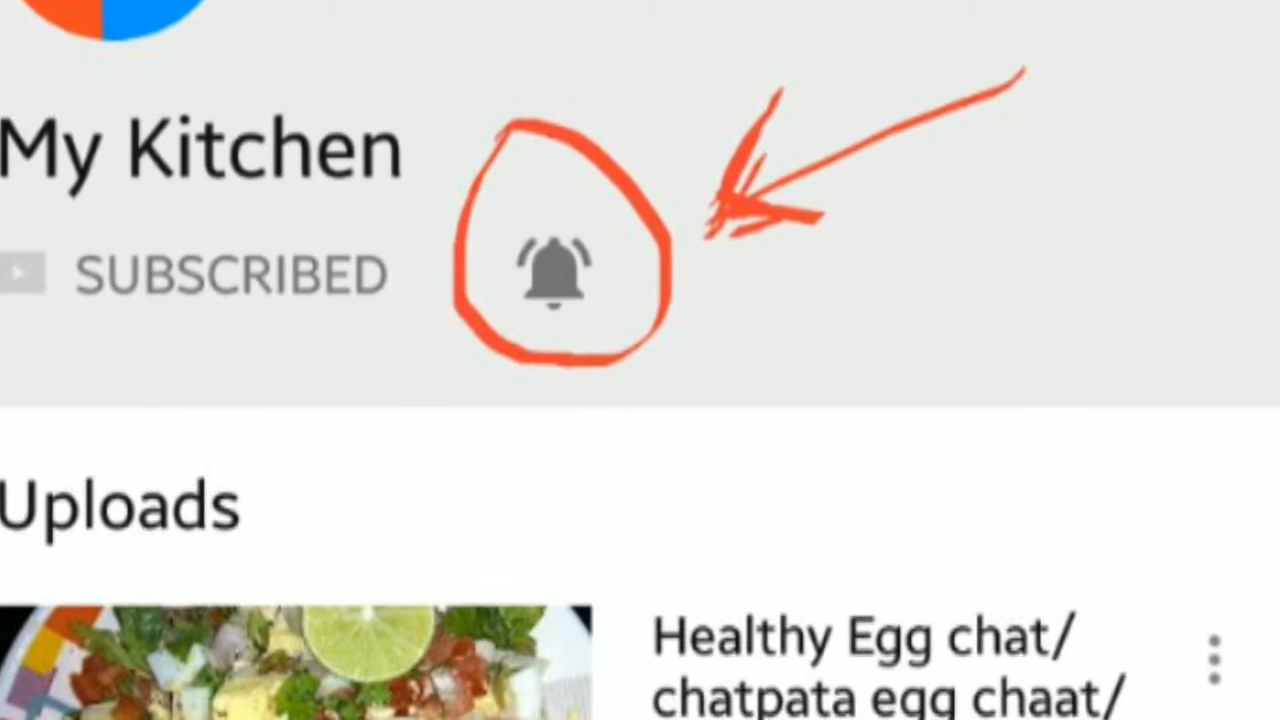 My Kitchen
SUBSCRIBED
Uploads
Healthy Egg chat/
chatpata egg chaat/